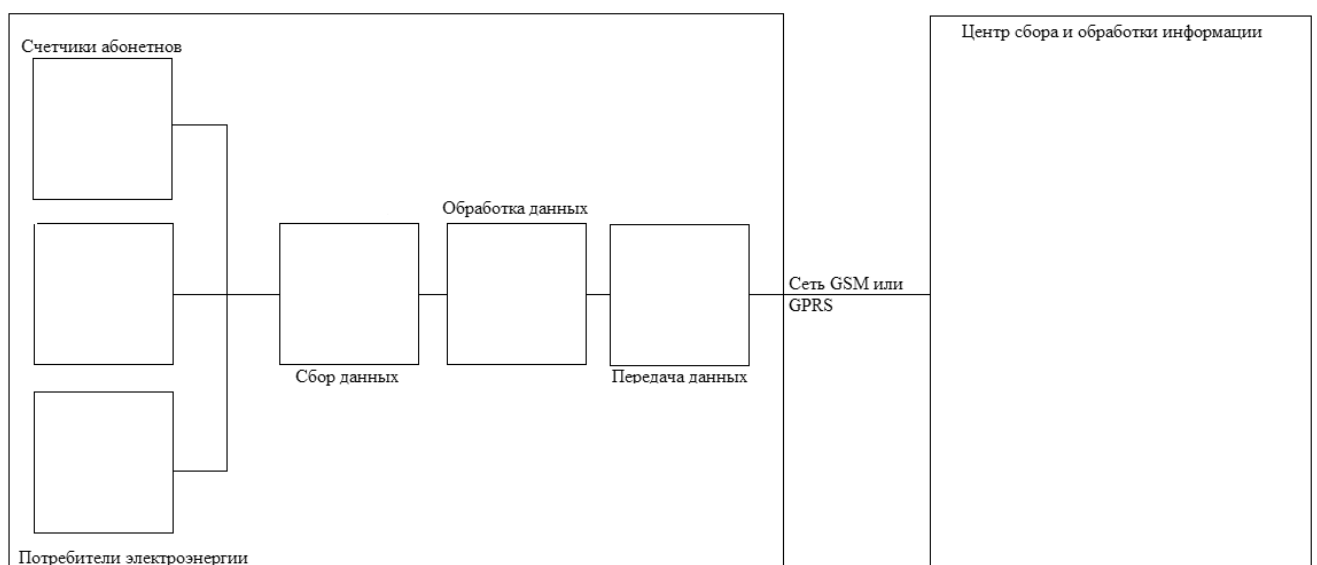 Счетчики абонетнов
Центр сбора и обработки информации
Обработка данных
Сеть GSM или
GPRS
Сбор данных
Передача данных
Потребители электроэнергии